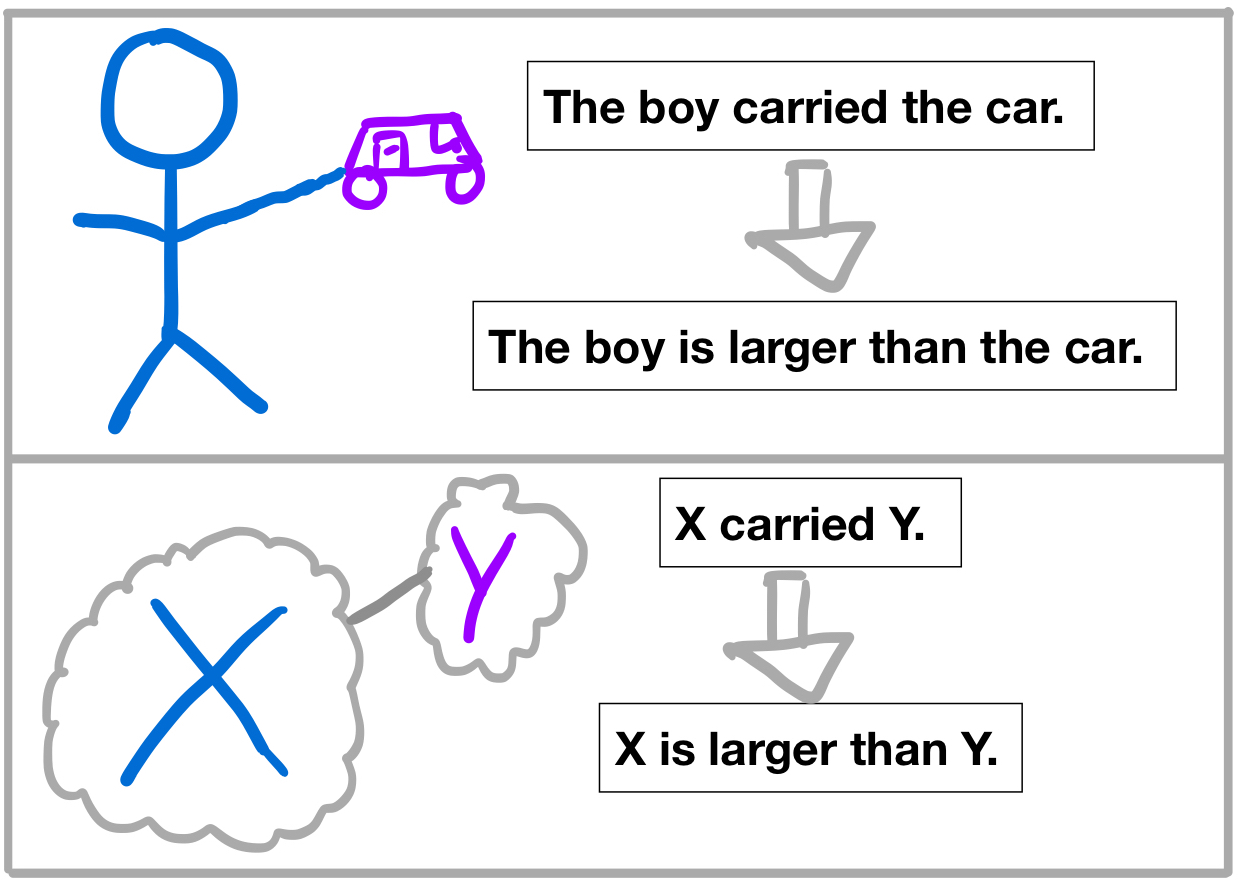 The boy carried the car.
The boy is larger than the car.
X
Y
X carried Y.
X is larger than Y.